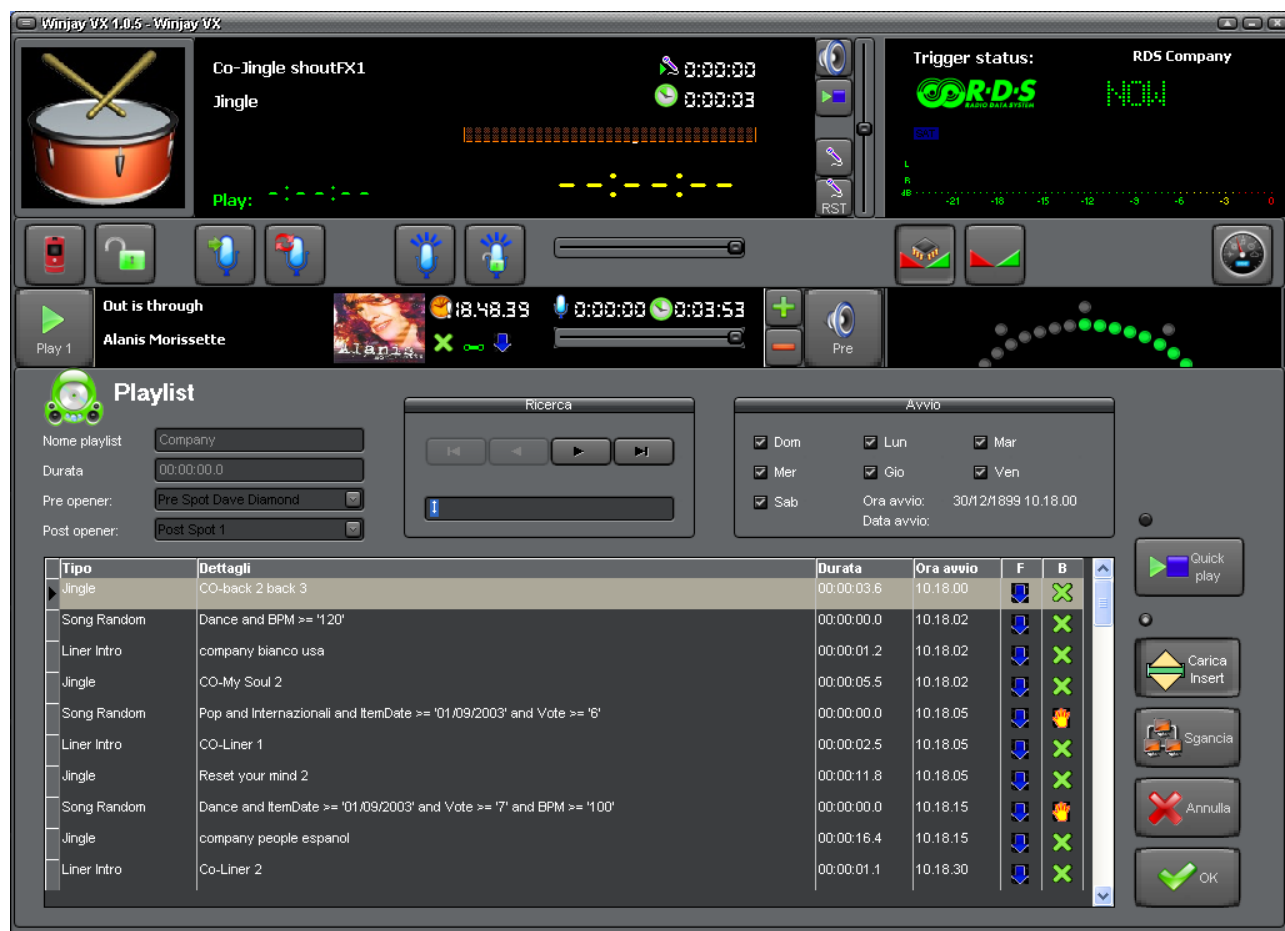 Winjay VX 1.0.5 - Winjay VX
Co-Jingle shoutFX1
0:00:00
Jingle
0:00:03
Play: --:--:--
--:--:--
RST
Trigger status:
RDS Company
R·D·S
RADIO DATA SYSTEM
NOW
CAT
L
R
dB -21 -18 -15 -12 -9 -6 -3 0
Play 1
Out is through
Alanis Morissette
Alanis
18.48.39
0:00:00
0:03:53
Pre
Playlist
Nome playlist Company
Durata 00:00:00.0
Pre opener: Pre Spot Dave Diamond
Post opener: Post Spot 1
Ricerca
Avvio
Dom Lun Mar
Mer Gio Ven
Sab Ora avvio: 30/12/1899 10.18.00
Data avvio:
Tipo Dettagli Durata Ora avvio F B
Jingle CO-back 2 back 3 00:00:03.6 10.18.00
Song Random Dance and BPM >= '120' 00:00:00.0 10.18.02
Liner Intro company bianco usa 00:00:01.2 10.18.02
Jingle CO-My Soul 2 00:00:05.5 10.18.02
Song Random Pop and Internazionali and ItemDate >= '01/09/2003' and Vote >= '6' 00:00:00.0 10.18.05
Liner Intro CO-Liner 1 00:00:02.5 10.18.05
Jingle Reset your mind 2 00:00:11.8 10.18.05
Song Random Dance and ItemDate >= '01/09/2003' and Vote >= '7' and BPM >= '100' 00:00:00.0 10.18.15
Jingle company people espanol 00:00:16.4 10.18.15
Liner Intro Co-Liner 2 00:00:01.1 10.18.30
Quick play
Carica Insert
Sgancia
Annulla
OK